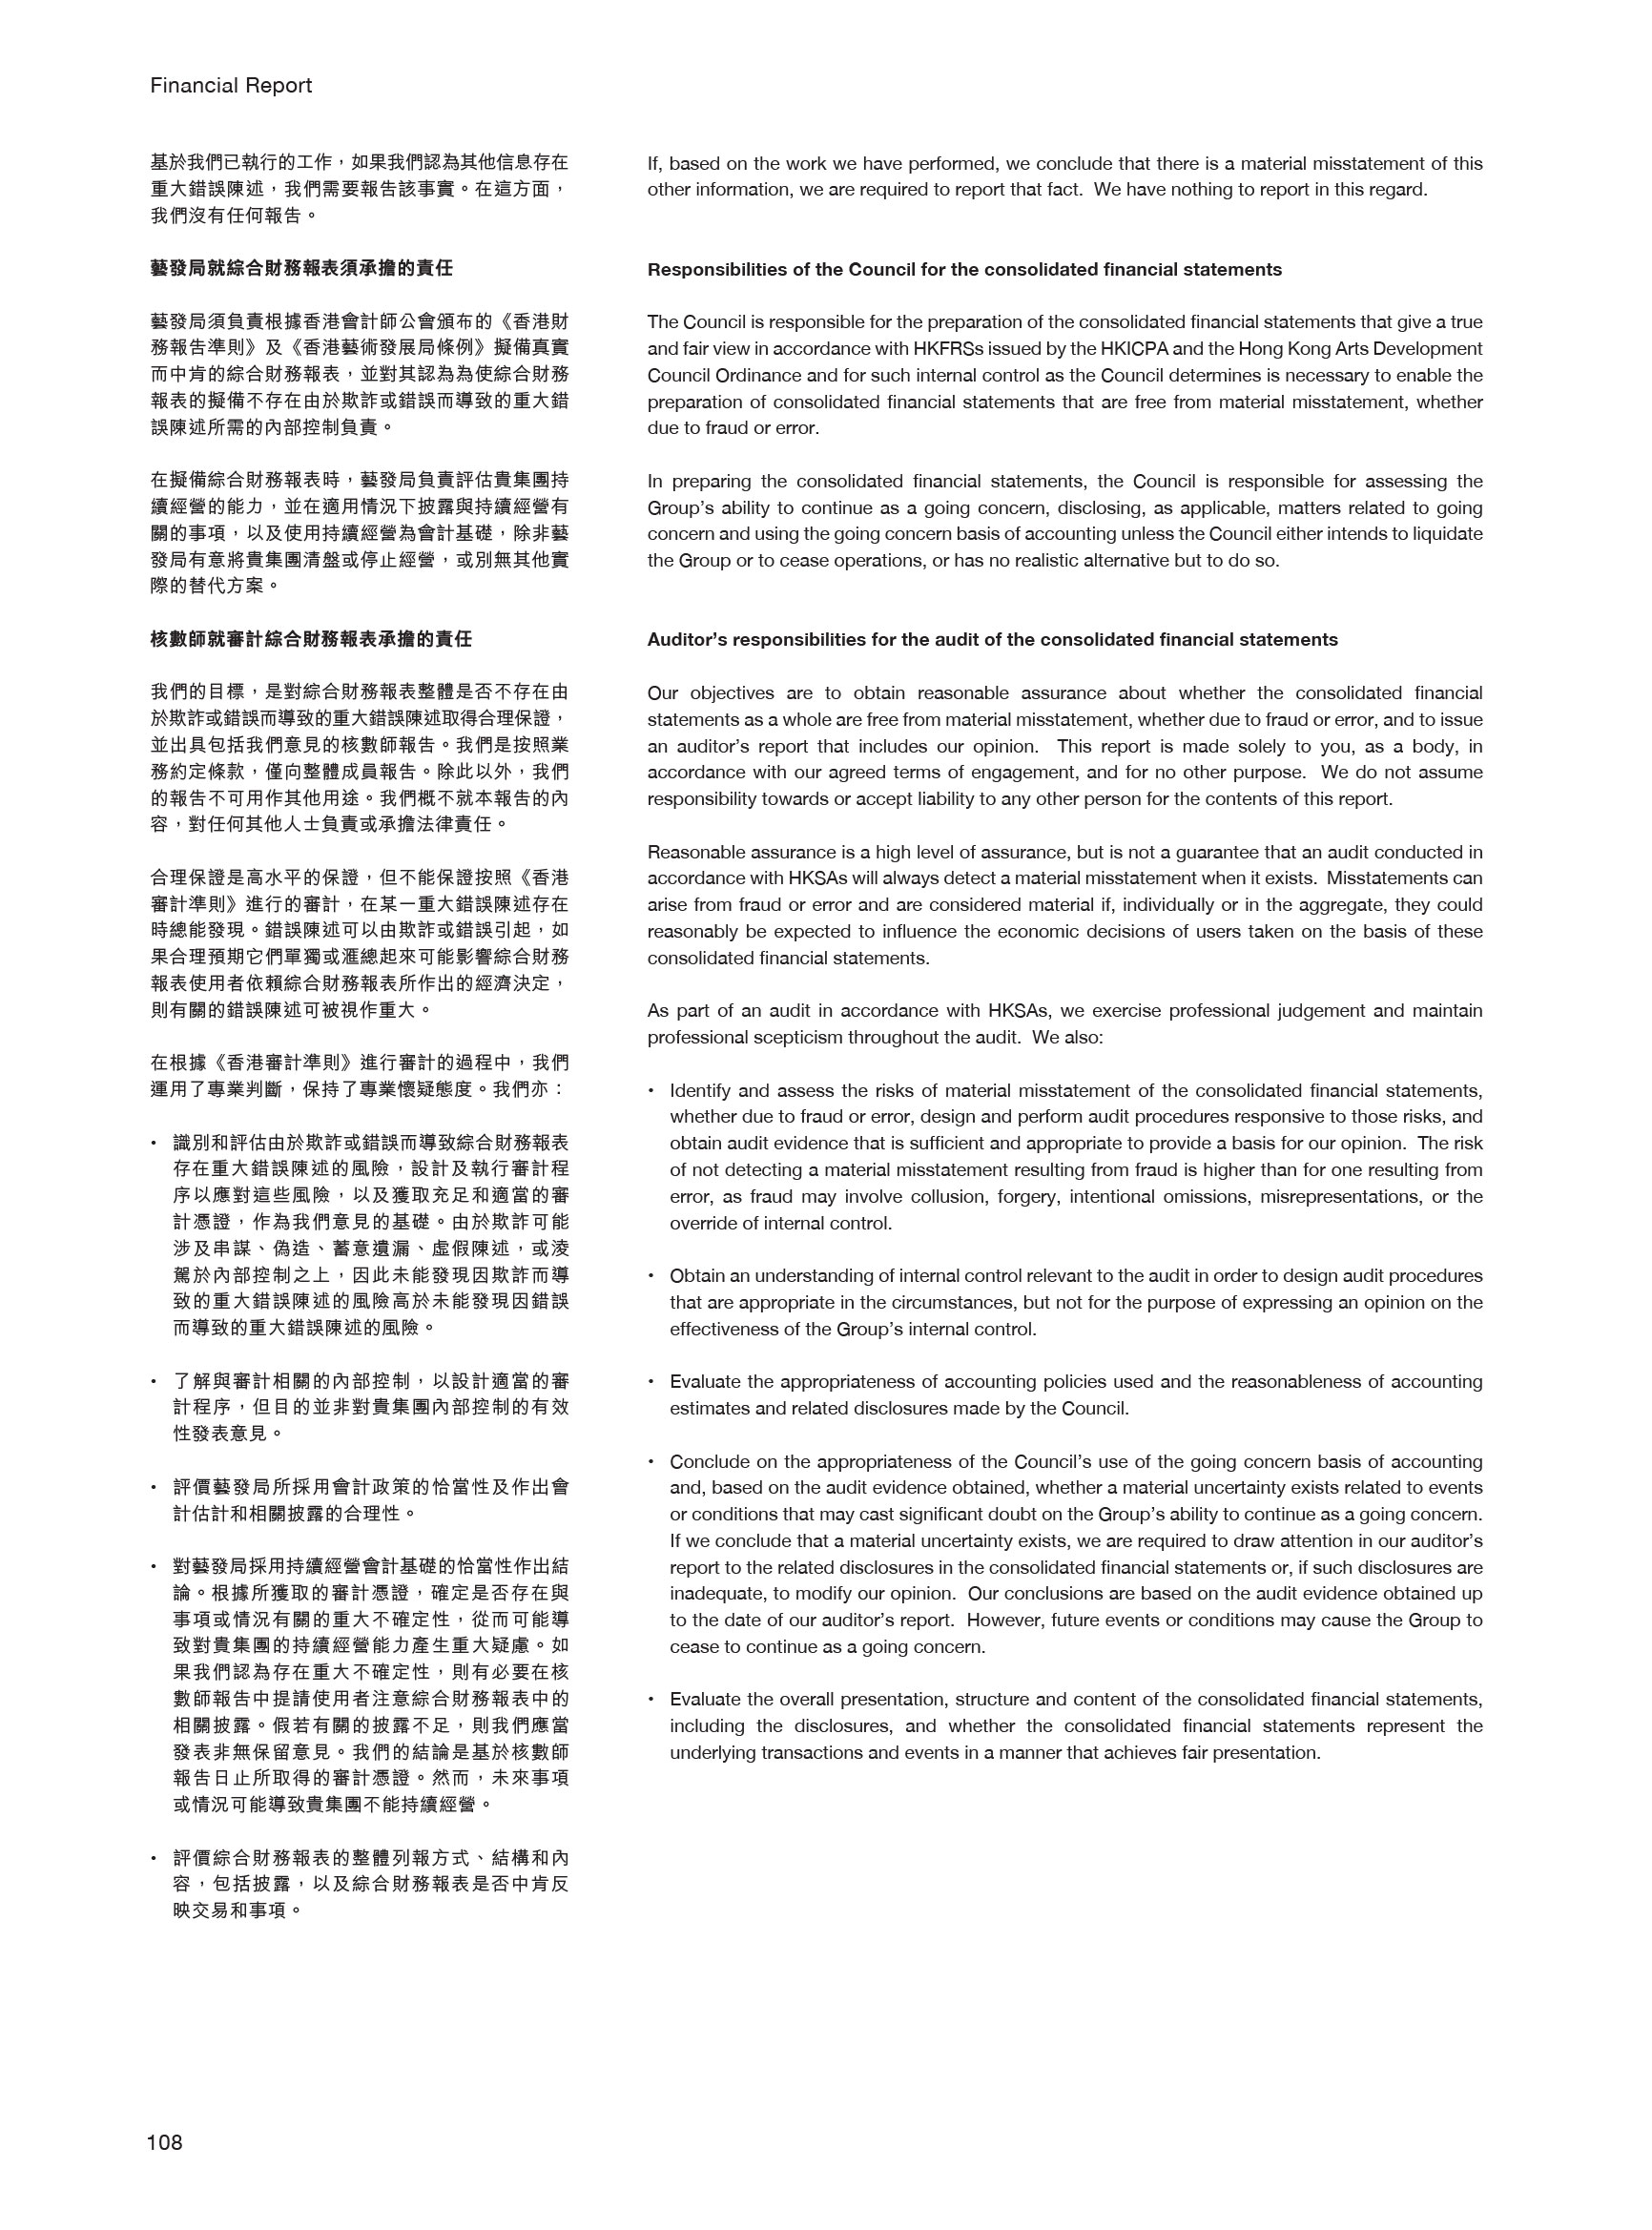 Financial Report
基於我們已執行的工作，如果我們認為其他信息存在
重大錯誤陳述，我們需要報告該事實。在這方面，
我們沒有任何報告。
藝發局就綜合財務報表須承擔的責任
藝發局須負責根據香港會計師公會頒布的《香港財
務報告準則》及《香港藝術發展局條例》擬備真實
而中肯的綜合財務報表，並對其認為為使綜合財務
報表的擬備不存在由於欺詐或錯誤而導致的重大錯
誤陳述所需的內部控制負責。
在擬備綜合財務報表時，藝發局負責評估貴集團持
續經營的能力，並在適用情況下披露與持續經營有
關的事項，以及使用持續經營為會計基礎，除非藝
發局有意將貴集團清盤或停止經營，或別無其他實
際的替代方案。
核數師就審計綜合財務報表承擔的責任
我們的目標，是對綜合財務報表整體是否不存在由
於欺詐或錯誤而導致的重大錯誤陳述取得合理保證，
並出具包括我們意見的核數師報告。我們是按照業
務約定條款，僅向整體成員報告。除此以外，我們
的報告不可用作其他用途。我們概不就本報告的內
容，對任何其他人士負責或承擔法律責任。
合理保證是高水平的保證，但不能保證按照《香港
審計準則》進行的審計，在某一重大錯誤陳述存在
時總能發現。錯誤陳述可以由欺詐或錯誤引起，如
果合理預期它們單獨或滙總起來可能影響綜合財務
報表使用者依賴綜合財務報表所作出的經濟決定，
則有關的錯誤陳述可被視作重大。
在根據《香港審計準則》進行審計的過程中，我們
運用了專業判斷，保持了專業懷疑態度。我們亦：
• 識別和評估由於欺詐或錯誤而導致綜合財務報表
存在重大錯誤陳述的風險，設計及執行審計程
序以應對這些風險，以及獲取充足和適當的審
計憑證，作為我們意見的基礎。由於欺詐可能
涉及串謀、偽造、蓄意遺漏、虛假陳述，或淩
駕於內部控制之上，因此未能發現因欺詐而導
致的重大錯誤陳述的風險高於未能發現因錯誤
而導致的重大錯誤陳述的風險。
• 了解與審計相關的內部控制，以設計適當的審
計程序，但目的並非對貴集團內部控制的有效
性發表意見。
• 評價藝發局所採用會計政策的恰當性及作出會
計估計和相關披露的合理性。
• 對藝發局採用持續經營會計基礎的恰當性作出結
論。根據所獲取的審計憑證，確定是否存在與
事項或情況有關的重大不確定性，從而可能導
致對貴集團的持續經營能力產生重大疑慮。如
果我們認為存在重大不確定性，則有必要在核
數師報告中提請使用者注意綜合財務報表中的
相關披露。假若有關的披露不足，則我們應當
發表非無保留意見。我們的結論是基於核數師
報告日止所取得的審計憑證。然而，未來事項
或情況可能導致貴集團不能持續經營。
• 評價綜合財務報表的整體列報方式、結構和內
容，包括披露，以及綜合財務報表是否中肯反
映交易和事項。
If, based on the work we have performed, we conclude that there is a material misstatement of this
other information, we are required to report that fact. We have nothing to report in this regard.
Responsibilities of the Council for the consolidated financial statements
The Council is responsible for the preparation of the consolidated financial statements that give a true
and fair view in accordance with HKFRSs issued by the HKICPA and the Hong Kong Arts Development
Council Ordinance and for such internal control as the Council determines is necessary to enable the
preparation of consolidated financial statements that are free from material misstatement, whether
due to fraud or error.
In preparing the consolidated financial statements, the Council is responsible for assessing the
Group's ability to continue as a going concern, disclosing, as applicable, matters related to going
concern and using the going concern basis of accounting unless the Council either intends to liquidate
the Group or to cease operations, or has no realistic alternative but to do so.
Auditor's responsibilities for the audit of the consolidated financial statements
Our objectives are to obtain reasonable assurance about whether the consolidated financial
statements as a whole are free from material misstatement, whether due to fraud or error, and to issue
an auditor's report that includes our opinion. This report is made solely to you, as a body, in
accordance with our agreed terms of engagement, and for no other purpose. We do not assume
responsibility towards or accept liability to any other person for the contents of this report.
Reasonable assurance is a high level of assurance, but is not a guarantee that an audit conducted in
accordance with HKSAs will always detect a material misstatement when it exists. Misstatements can
arise from fraud or error and are considered material if, individually or in the aggregate, they could
reasonably be expected to influence the economic decisions of users taken on the basis of these
consolidated financial statements.
As part of an audit in accordance with HKSAs, we exercise professional judgement and maintain
professional scepticism throughout the audit. We also:
• Identify and assess the risks of material misstatement of the consolidated financial statements,
whether due to fraud or error, design and perform audit procedures responsive to those risks, and
obtain audit evidence that is sufficient and appropriate to provide a basis for our opinion. The risk
of not detecting a material misstatement resulting from fraud is higher than for one resulting from
error, as fraud may involve collusion, forgery, intentional omissions, misrepresentations, or the
override of internal control.
• Obtain an understanding of internal control relevant to the audit in order to design audit procedures
that are appropriate in the circumstances, but not for the purpose of expressing an opinion on the
effectiveness of the Group's internal control.
• Evaluate the appropriateness of accounting policies used and the reasonableness of accounting
estimates and related disclosures made by the Council.
• Conclude on the appropriateness of the Council's use of the going concern basis of accounting
and, based on the audit evidence obtained, whether a material uncertainty exists related to events
or conditions that may cast significant doubt on the Group's ability to continue as a going concern.
If we conclude that a material uncertainty exists, we are required to draw attention in our auditor's
report to the related disclosures in the consolidated financial statements or, if such disclosures are
inadequate, to modify our opinion. Our conclusions are based on the audit evidence obtained up
to the date of our auditor's report. However, future events or conditions may cause the Group to
cease to continue as a going concern.
• Evaluate the overall presentation, structure and content of the consolidated financial statements,
including the disclosures, and whether the consolidated financial statements represent the
underlying transactions and events in a manner that achieves fair presentation.
108